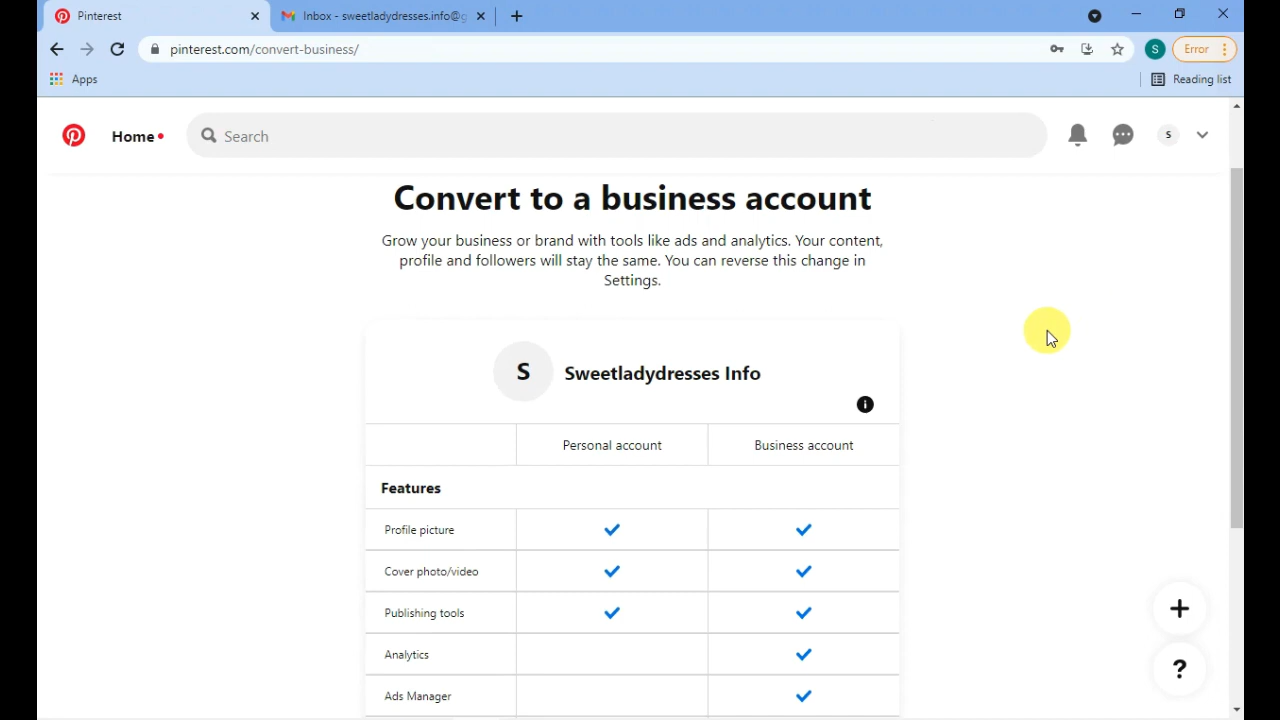 Pinterest
Inbox - sweetladydresses.info@g
pinterest.com/convert-business/
S
Error
Apps
Reading list
Home
Search
S
Convert to a business account
Grow your business or brand with tools like ads and analytics. Your content,
profile and followers will stay the same. You can reverse this change in
Settings.
S Sweetladydresses Info
Personal account Business account
Features
Profile picture
Cover photo/video
Publishing tools
Analytics
Ads Manager